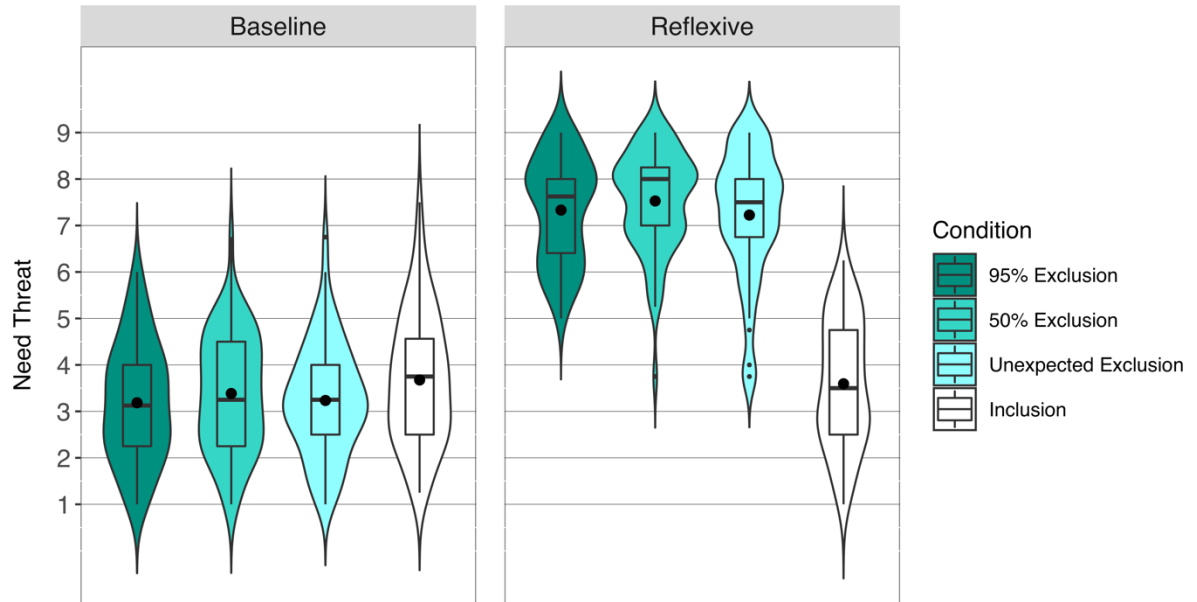 Baseline
Reflexive
Need Threat
9
8
7
6
5
4
3
2
1
Condition
95% Exclusion
50% Exclusion
Unexpected Exclusion
Inclusion